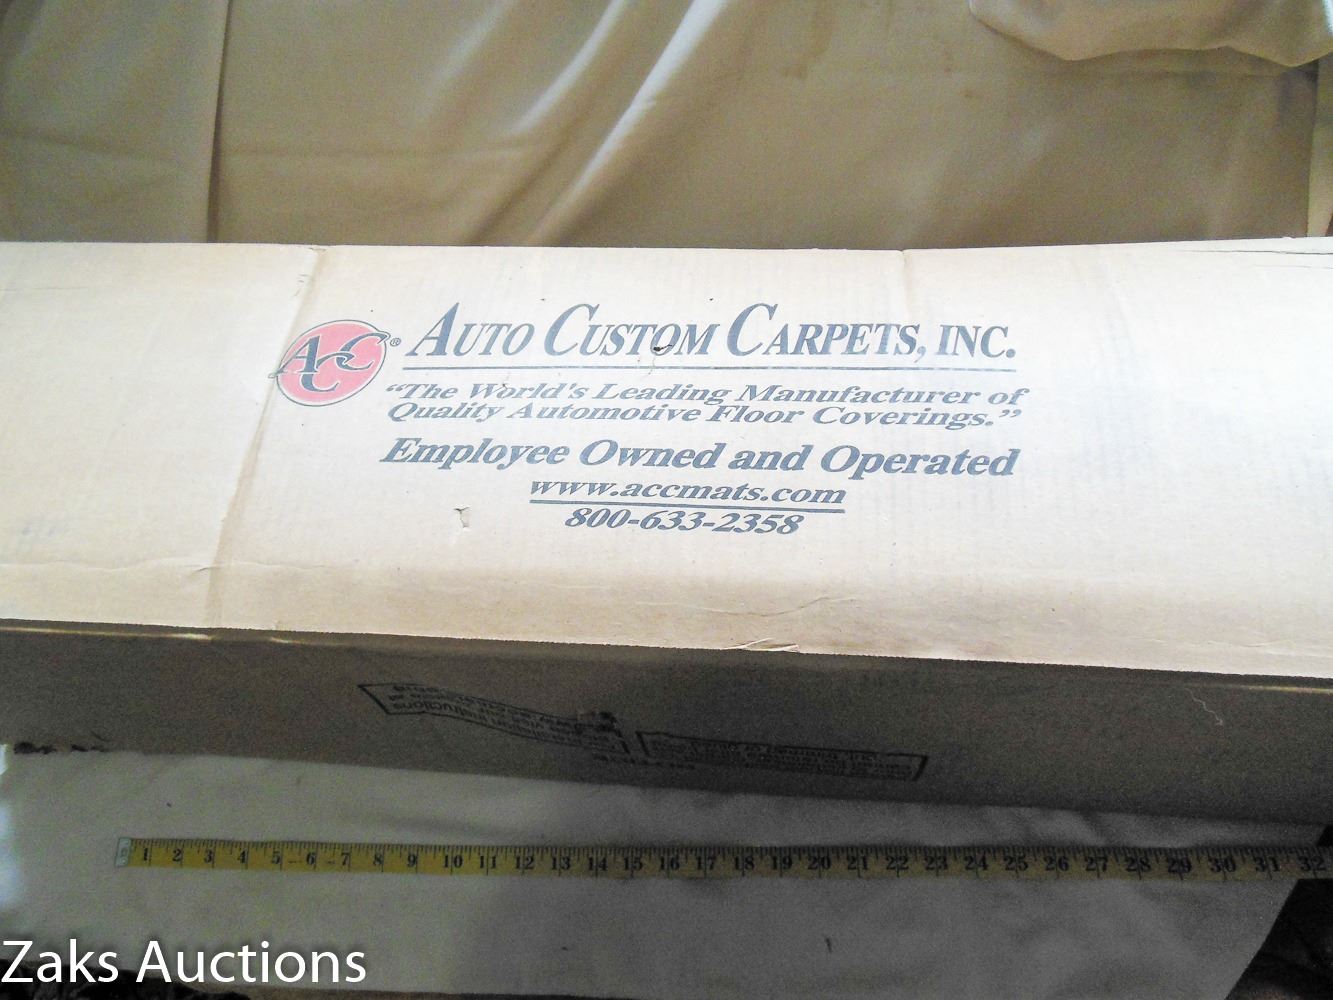 ACC®
AUTO CUSTOM CARPETS, INC.
“The World's Leading Manufacturer of
Quality Automotive Floor Coverings.”
Employee Owned and Operated
www.accmats.com
800-633-2358
1 2 3 4 5 6 7 8 9 10 11 12 13 14 15 16 17 18 19 20 21 22 23 24 25 26 27 28 29 30 31 32
Zaks Auctions